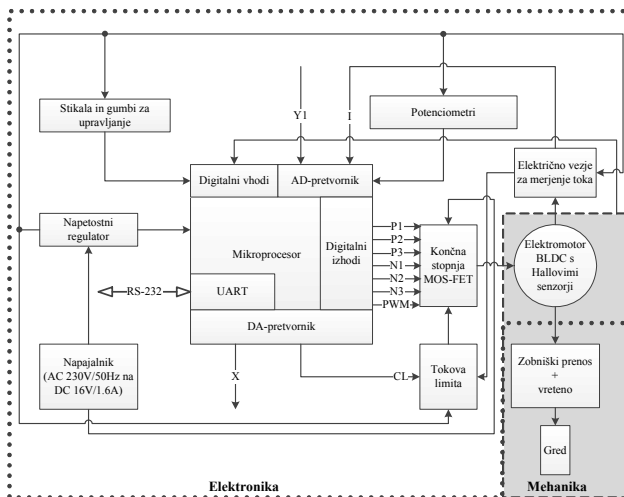 Stikala in gumbi za
upravljanje
Y1
I
Potenciometri
Digitalni vhodi
AD-pretvornik
Električno vezje
za merjenje toka
Napetostni
regulator
Mikroprocesor
Digitalni
izhodi
P1
P2
P3
N1
N2
N3
PWM
Končna
stopnja
MOS-FET
Elektromotor
BLDC s
Hallovimi
senzorji
RS-232
UART
DA-pretvornik
Napajalnik
(AC 230V/50Hz na
DC 16V/1.6A)
X
CL
Tokova
limita
Zobniški prenos
+
vreteno
Gred
Elektronika
Mehanika